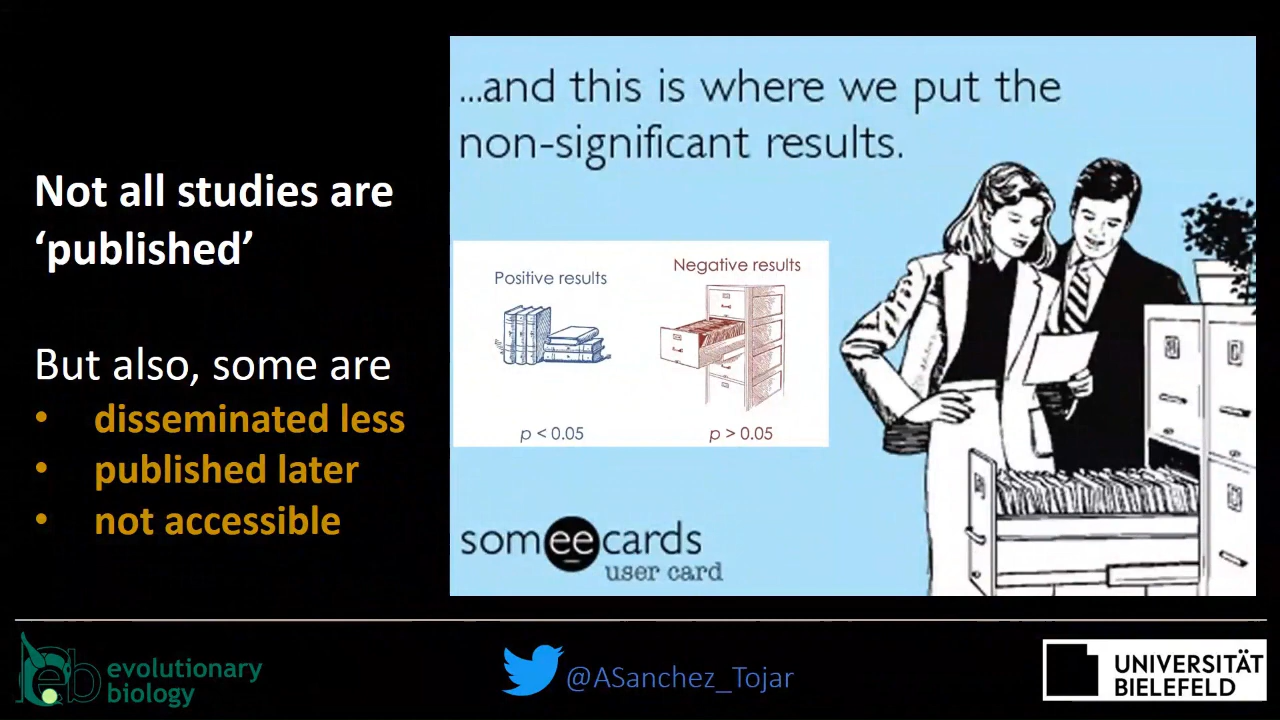 Not all studies are
‘published’
But also, some are
• disseminated less
• published later
• not accessible
...and this is where we put the
non-significant results.
Positive results
Negative results
p < 0.05
p > 0.05
someecards
user card
eb evolutionary
biology
@ASanchez_Tojar
UNIVERSITÄT
BIELEFELD